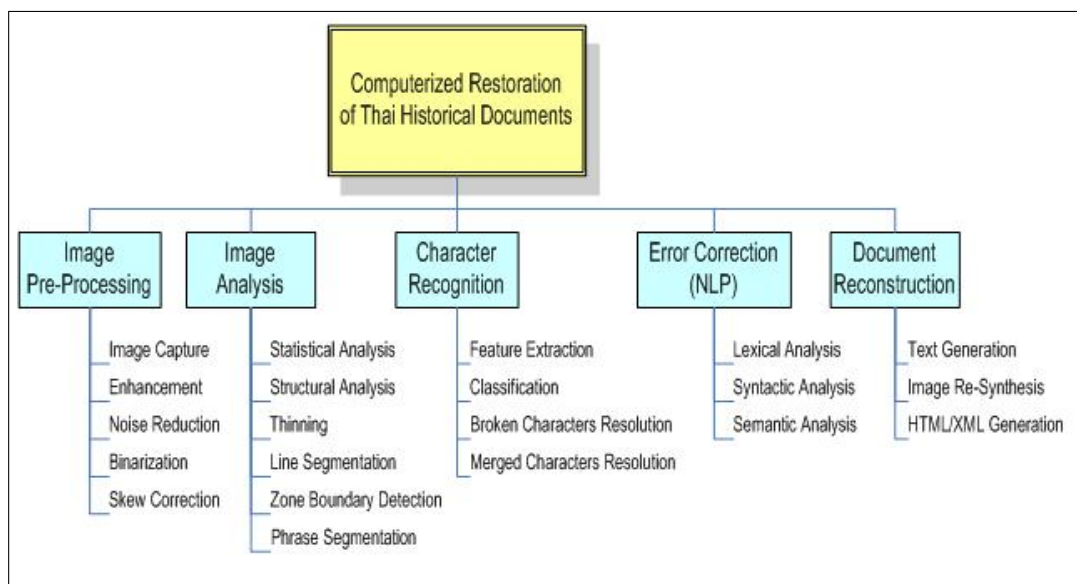 Computerized Restoration
of Thai Historical Documents
Image
Pre-Processing
Image Capture
Enhancement
Noise Reduction
Binarization
Skew Correction
Image
Analysis
Statistical Analysis
Structural Analysis
Thinning
Line Segmentation
Zone Boundary Detection
Phrase Segmentation
Character
Recognition
Feature Extraction
Classification
Broken Characters Resolution
Merged Characters Resolution
Error Correction
(NLP)
Lexical Analysis
Syntactic Analysis
Semantic Analysis
Document
Reconstruction
Text Generation
Image Re-Synthesis
HTML/XML Generation